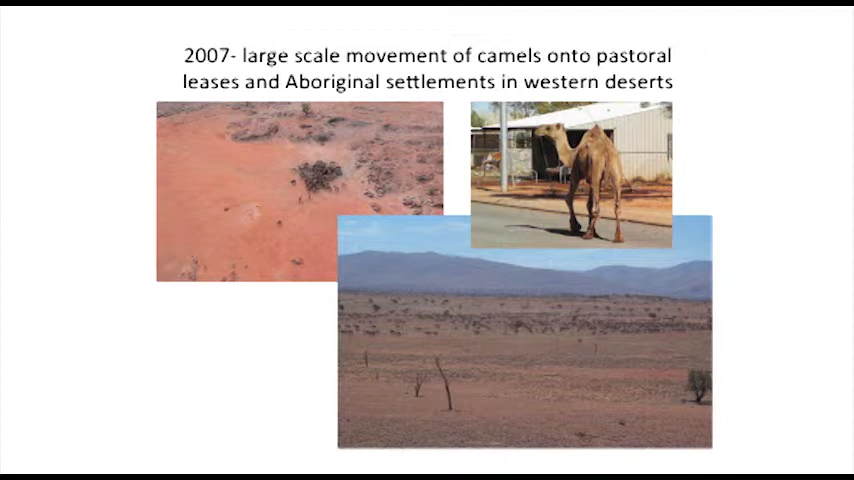 2007- large scale movement of camels onto pastoral
leases and Aboriginal settlements in western deserts